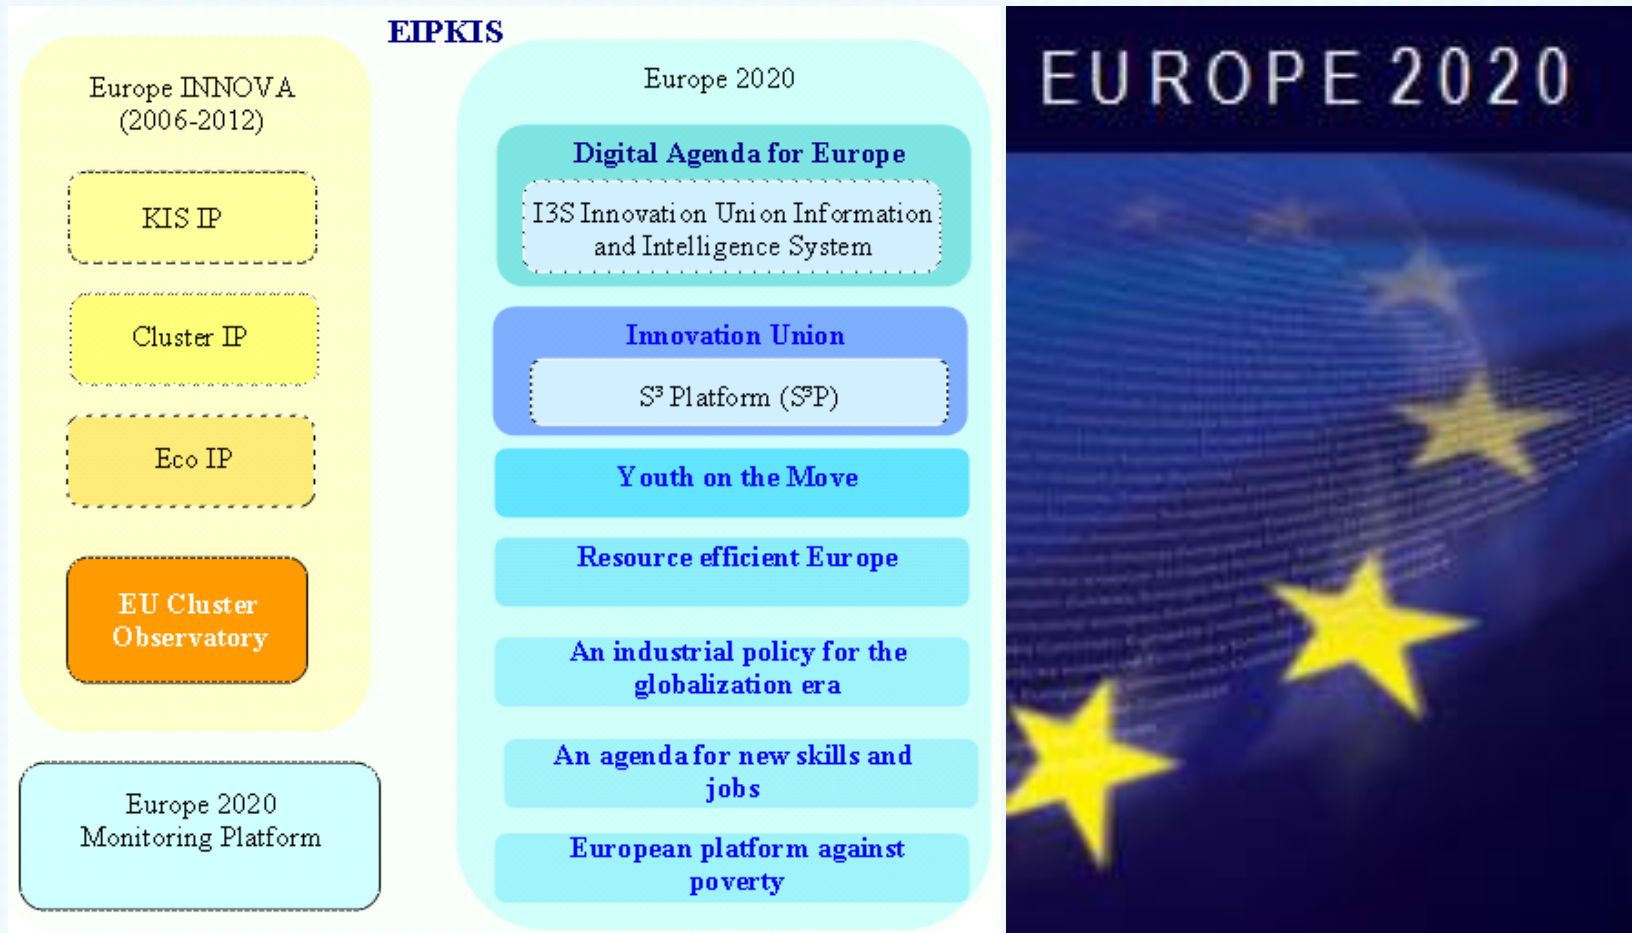 EIPKIS
Europe INNOVA
(2006-2012)
KIS IP
Cluster IP
Eco IP
EU Cluster
Observatory
Europe 2020
Monitoring Platform
Europe 2020
Digital Agenda for Europe
I3S Innovation Union Information
and Intelligence System
Innovation Union
S³ Platform (S³P)
Youth on the Move
Resource efficient Europe
An industrial policy for the
globalization era
An agenda for new skills and
jobs
European platform against
poverty
EUROPE 2020